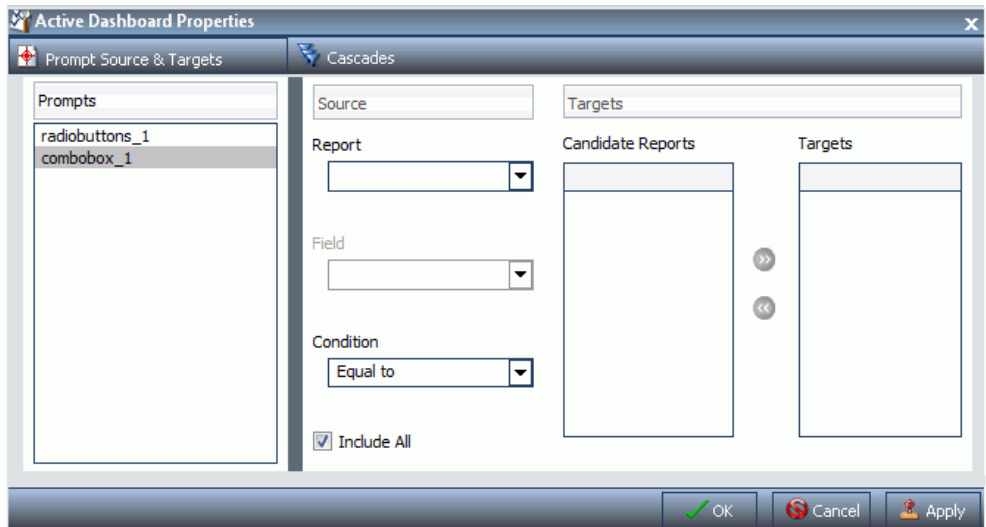 Active Dashboard Properties
x
Prompt Source & Targets
Cascades
Prompts
radiobuttons_1
combobox_1
Source
Report
Field
Condition
Equal to
Include All
Targets
Candidate Reports
Targets
OK
Cancel
Apply